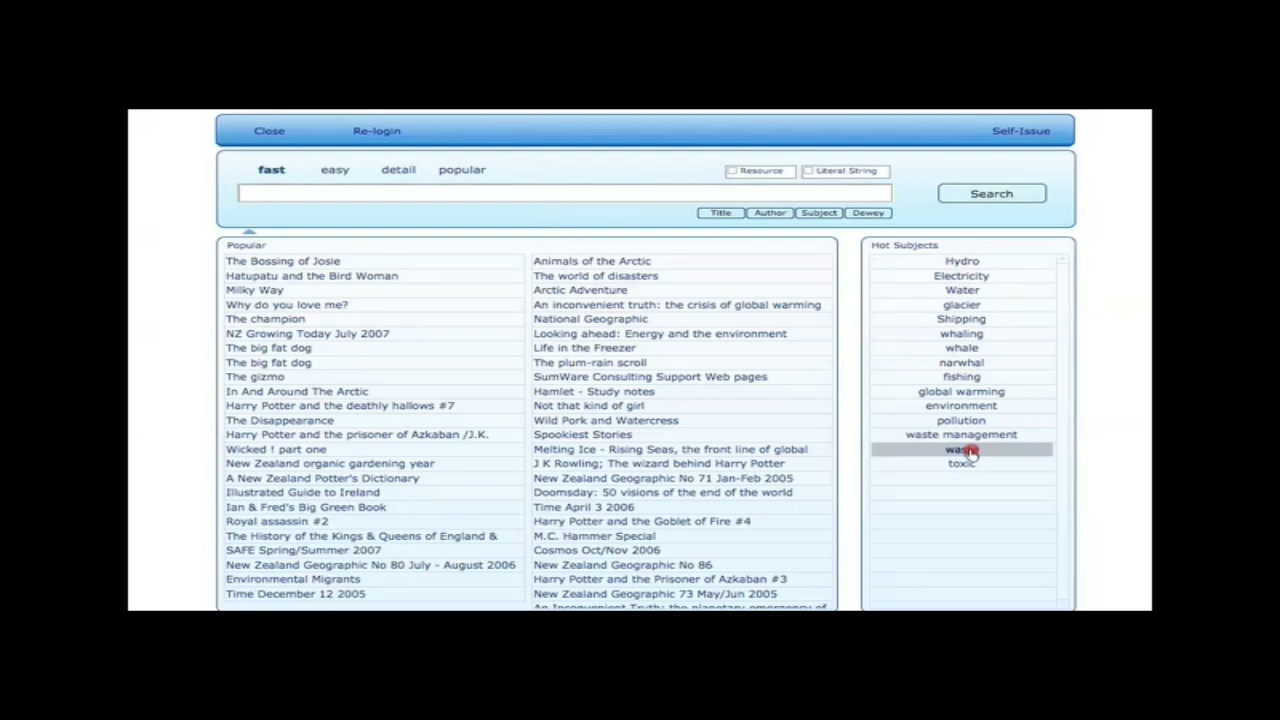 Close Re-login Self-Issue
fast easy detail popular
Resource Literal String
Search
Title Author Subject Dewey
Popular
The Bossing of Josie
Hatupatu and the Bird Woman
Milky Way
Why do you love me?
The champion
NZ Growing Today July 2007
The big fat dog
The big fat dog
The gizmo
In And Around The Arctic
Harry Potter and the deathly hallows #7
The Disappearance
Harry Potter and the prisoner of Azkaban /J.K.
Wicked ! part one
New Zealand organic gardening year
A New Zealand Potter's Dictionary
Illustrated Guide to Ireland
Ian & Fred's Big Green Book
Royal assassin #2
The History of the Kings & Queens of England &
SAFE Spring/Summer 2007
New Zealand Geographic No 80 July - August 2006
Environmental Migrants
Time December 12 2005
Animals of the Arctic
The world of disasters
Arctic Adventure
An inconvenient truth: the crisis of global warming
National Geographic
Looking ahead: Energy and the environment
Life in the Freezer
The plum-rain scroll
SumWare Consulting Support Web pages
Hamlet - Study notes
Not that kind of girl
Wild Pork and Watercress
Spookiest Stories
Melting Ice - Rising Seas, the front line of global
J K Rowling; The wizard behind Harry Potter
New Zealand Geographic No 71 Jan-Feb 2005
Doomsday: 50 visions of the end of the world
Time April 3 2006
Harry Potter and the Goblet of Fire #4
M.C. Hammer Special
Cosmos Oct/Nov 2006
New Zealand Geographic No 86
Harry Potter and the Prisoner of Azkaban #3
New Zealand Geographic 73 May/Jun 2005
An Inconvenient Truth: the planetary emergency of
Hot Subjects
Hydro
Electricity
Water
glacier
Shipping
whaling
whale
narwhal
fishing
global warming
environment
pollution
waste management
waste
toxic